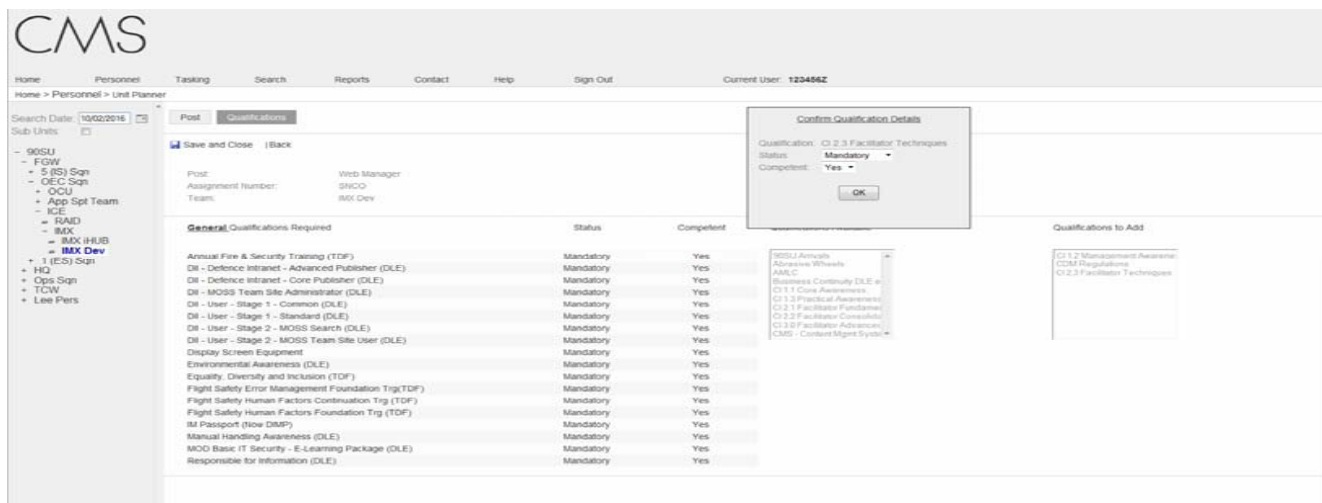 CMS
Home Personnel Tasking Search Reports Contact Help Sign Out Current User: 123456Z
Home > Personnel > Unit Planner
Search Date: 10/02/2016
Sub Units:
- 90SU
- FGW
+ 5 (IS) Sqn
- OEC Sqn
+ OCU
+ App Spt Team
- ICE
RAID
- IMX
IMX iHUB
IMX Dev
+ 1 (ES) Sqn
+ HQ
+ Ops Sqn
+ TCW
+ Lee Pers
Post Qualifications
Save and Close | Back
Post: Web Manager
Assignment Number: SNCO
Team: IMX Dev
Confirm Qualification Details
Qualification: CI 2.3 Facilitator Techniques
Status: Mandatory
Competent: Yes
OK
General Qualifications Required Status Competent
Annual Fire & Security Training (TDF) Mandatory Yes
DII - Defence Intranet - Advanced Publisher (DLE) Mandatory Yes
DII - Defence Intranet - Core Publisher (DLE) Mandatory Yes
DII - MOSS Team Site Administrator (DLE) Mandatory Yes
DII - User - Stage 1 - Common (DLE) Mandatory Yes
DII - User - Stage 1 - Standard (DLE) Mandatory Yes
DII - User - Stage 2 - MOSS Search (DLE) Mandatory Yes
DII - User - Stage 2 - MOSS Team Site User (DLE) Mandatory Yes
Display Screen Equipment Mandatory Yes
Environmental Awareness (DLE) Mandatory Yes
Equality, Diversity and Inclusion (TDF) Mandatory Yes
Flight Safety Error Management Foundation Trg(TDF) Mandatory Yes
Flight Safety Human Factors Continuation Trg (TDF) Mandatory Yes
Flight Safety Human Factors Foundation Trg (TDF) Mandatory Yes
IM Passport (Now DIMP) Mandatory Yes
Manual Handling Awareness (DLE) Mandatory Yes
MOD Basic IT Security - E-Learning Package (DLE) Mandatory Yes
Responsible for Information (DLE) Mandatory Yes
90SU Arrivals
Abrasive Wheels
AMLC
Business Continuity DLE e
CI 1.1 Core Awareness
CI 1.3 Practical Awareness
CI 2.1 Facilitator Fundamen
CI 2.2 Facilitator Consolida
CI 3.0 Facilitator Advanced
CMS - Content Mgmt Syste
Qualifications to Add
CI 1.2 Management Awarene
CDM Regulations
CI 2.3 Facilitator Techniques